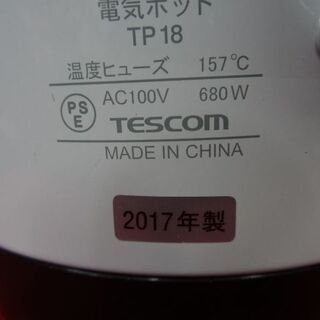 電気ポット
TP18
温度ヒューズ 157℃
PSE AC100V 680W
TESCOM
MADE IN CHINA
2017年製